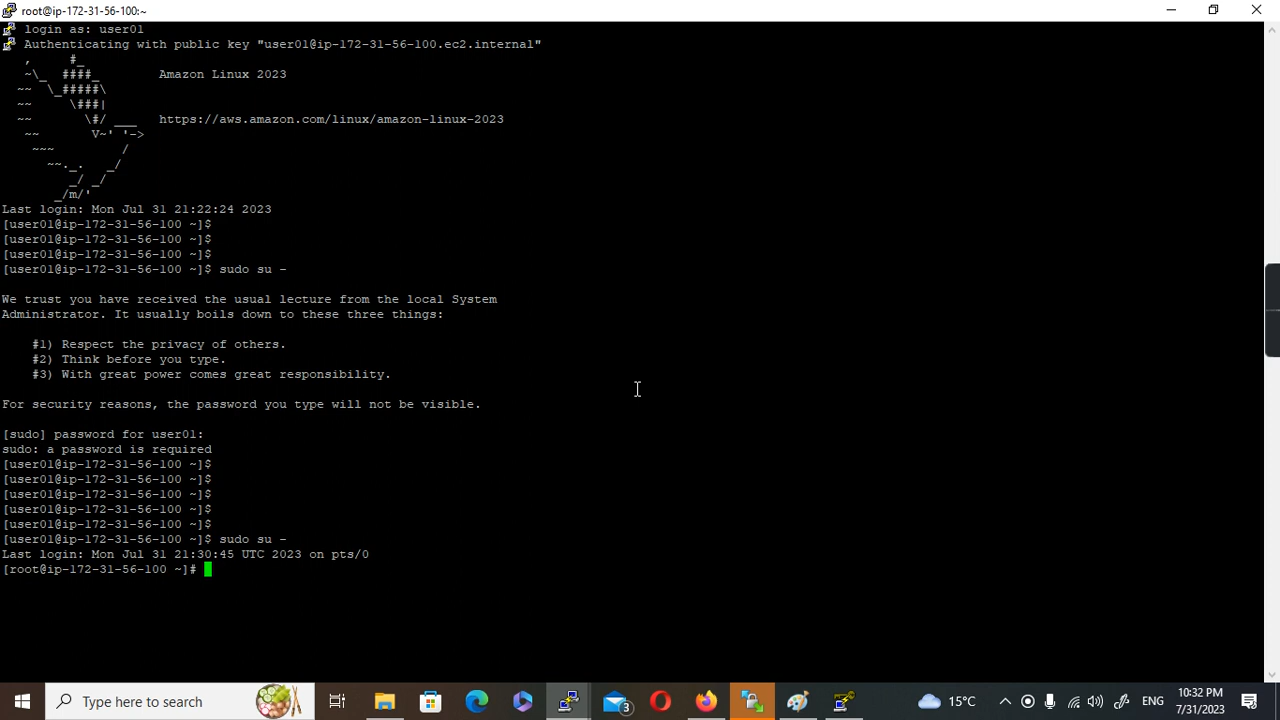 root@ip-172-31-56-100:~
login as: user01
Authenticating with public key "user01@ip-172-31-56-100.ec2.internal"
   ,     #_
   ~\_  ####_        Amazon Linux 2023
  ~~  \_#####\
  ~~     \###|
  ~~       \#/ ___   https://aws.amazon.com/linux/amazon-linux-2023
   ~~       V~' '->
    ~~~         /
      ~~._.   _/
         _/ _/
       _/m/'
Last login: Mon Jul 31 21:22:24 2023
[user01@ip-172-31-56-100 ~]$
[user01@ip-172-31-56-100 ~]$
[user01@ip-172-31-56-100 ~]$
[user01@ip-172-31-56-100 ~]$ sudo su -
We trust you have received the usual lecture from the local System
Administrator. It usually boils down to these three things:
#1) Respect the privacy of others.
#2) Think before you type.
#3) With great power comes great responsibility.
For security reasons, the password you type will not be visible.
[sudo] password for user01:
sudo: a password is required
[user01@ip-172-31-56-100 ~]$
[user01@ip-172-31-56-100 ~]$
[user01@ip-172-31-56-100 ~]$
[user01@ip-172-31-56-100 ~]$
[user01@ip-172-31-56-100 ~]$
[user01@ip-172-31-56-100 ~]$ sudo su -
Last login: Mon Jul 31 21:30:45 UTC 2023 on pts/0
[root@ip-172-31-56-100 ~]#
Type here to search
3
15°C
ENG
10:32 PM
7/31/2023